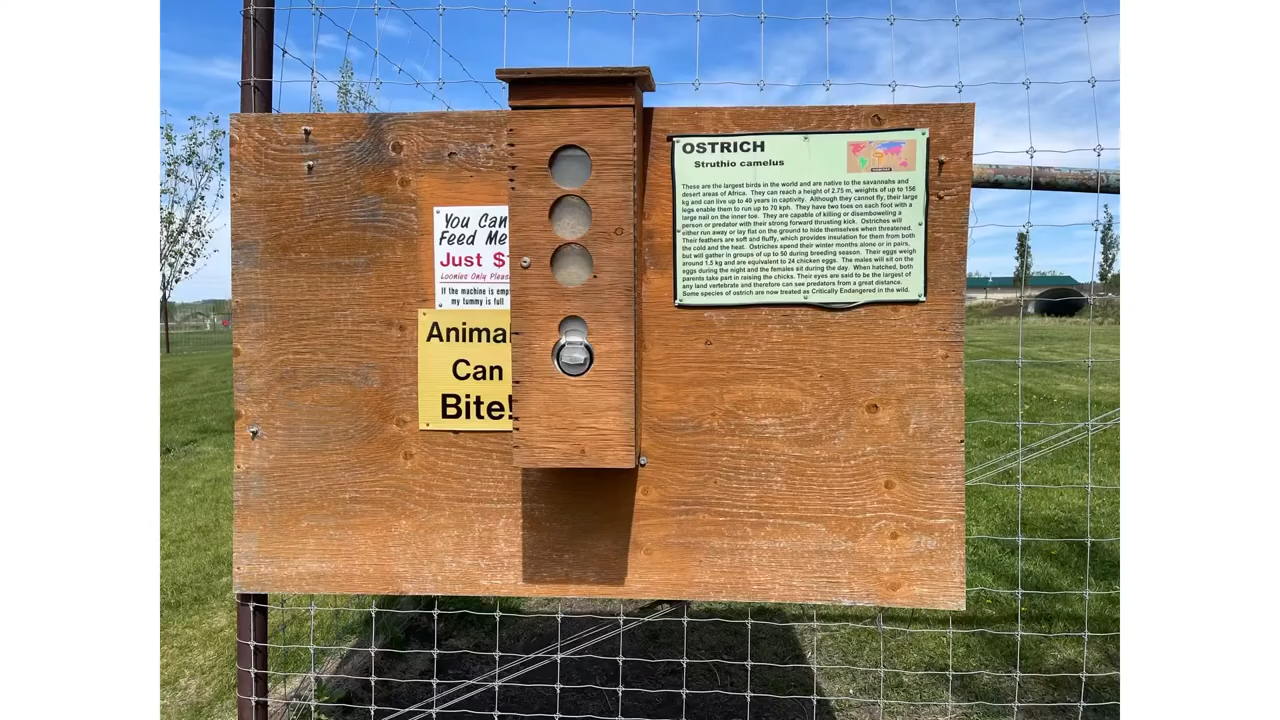 You Can
Feed Me
Just $1
Loonies Only Please
If the machine is emp
my tummy is full
Animal
Can
Bite!
OSTRICH
Struthio camelus
These are the largest birds in the world and are native to the savannahs and
desert areas of Africa. They can reach a height of 2.75 m, weights of up to 156
kg and can live up to 40 years in captivity. Although they cannot fly, their large
legs enable them to run up to 70 kph. They have two toes on each foot with a
large nail on the inner toe. They are capable of killing or disemboweling a
person or predator with their strong forward thrusting kick. Ostriches will
either run away or lay flat on the ground to hide themselves when threatened.
Their feathers are soft and fluffy, which provides insulation for them from both
the cold and the heat. Ostriches spend their winter months alone or in pairs,
but will gather in groups of up to 50 during breeding season. Their eggs weigh
around 1.5 kg and are equivalent to 24 chicken eggs. The males will sit on the
eggs during the night and the females sit during the day. When hatched, both
parents take part in raising the chicks. Their eyes are said to be the largest of
any land vertebrate and therefore can see predators from a great distance.
Some species of ostrich are now treated as Critically Endangered in the wild.